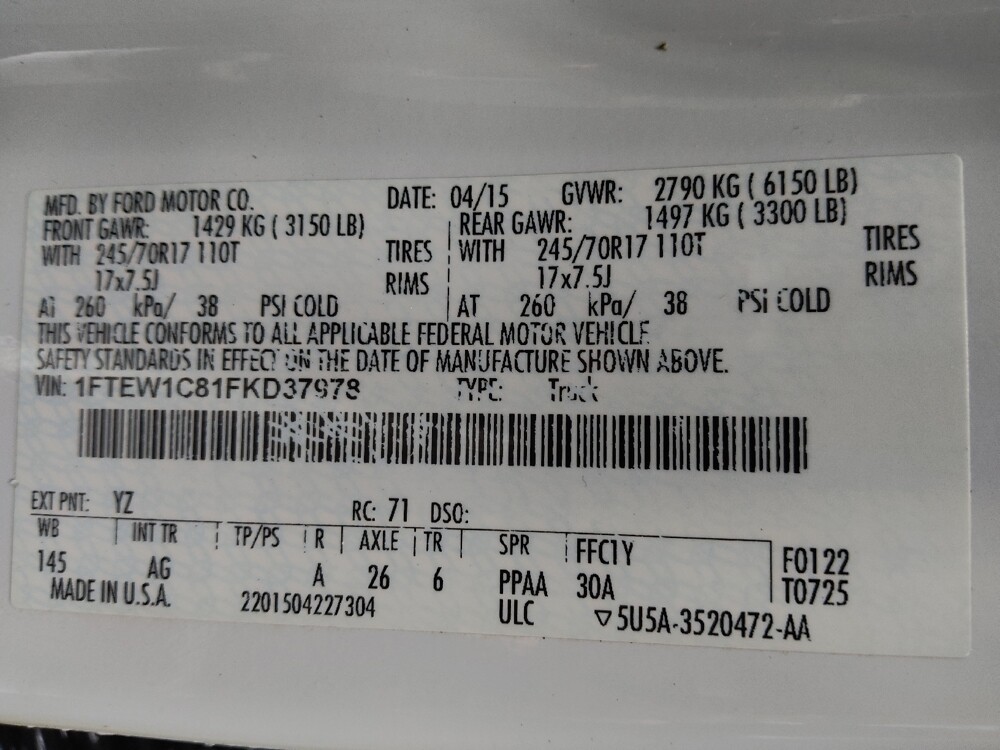 MFD. BY FORD MOTOR CO. DATE: 04/15 GVWR: 2790 KG ( 6150 LB)
FRONT GAWR: 1429 KG ( 3150 LB) REAR GAWR: 1497 KG ( 3300 LB)
WITH 245/70R17 110T TIRES WITH 245/70R17 110T TIRES
17x7.5J RIMS 17x7.5J RIMS
AT 260 kPa/ 38 PSI COLD AT 260 kPa/ 38 PSI COLD
THIS VEHICLE CONFORMS TO ALL APPLICABLE FEDERAL MOTOR VEHICLE
SAFETY STANDARDS IN EFFECT ON THE DATE OF MANUFACTURE SHOWN ABOVE.
VIN: 1FTEW1C81FKD37978 TYPE: Truck
EXT PNT: YZ RC: 71 DSO:
WB INT TR TP/PS R AXLE TR SPR FFC1Y F0122
145 AG A 26 6 PPAA 30A T0725
MADE IN U.S.A. 2201504227304 ULC ▽5U5A-3520472-AA